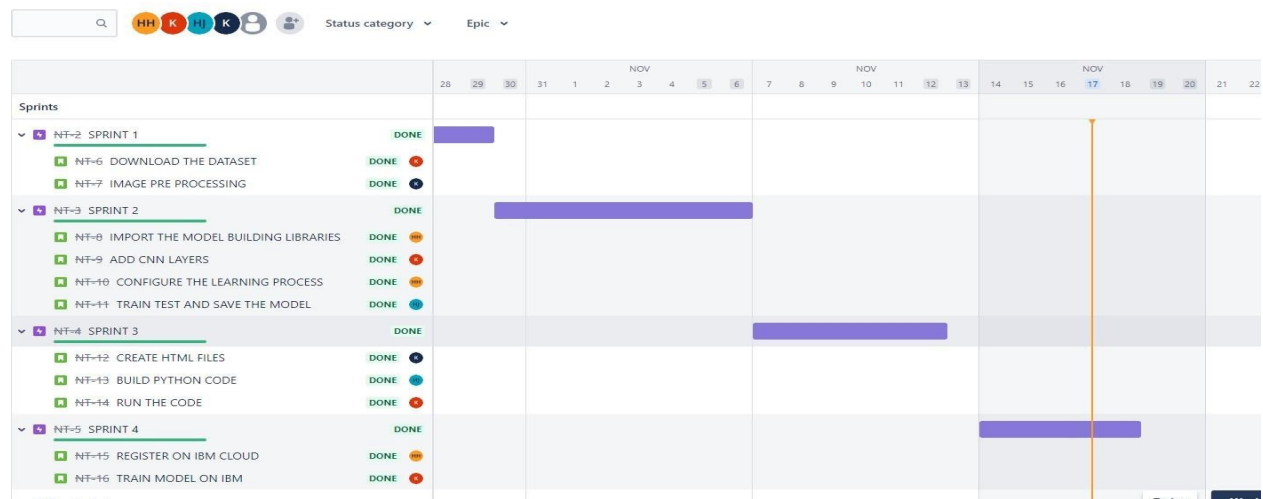 HH K HJ K Status category Epic
NOV NOV NOV
28 29 30 31 1 2 3 4 5 6 7 8 9 10 11 12 13 14 15 16 17 18 19 20 21 22
Sprints
NT-2 SPRINT 1 DONE
NT-6 DOWNLOAD THE DATASET DONE K
NT-7 IMAGE PRE PROCESSING DONE K
NT-3 SPRINT 2 DONE
NT-8 IMPORT THE MODEL BUILDING LIBRARIES DONE HH
NT-9 ADD CNN LAYERS DONE K
NT-10 CONFIGURE THE LEARNING PROCESS DONE HH
NT-11 TRAIN TEST AND SAVE THE MODEL DONE HJ
NT-4 SPRINT 3 DONE
NT-12 CREATE HTML FILES DONE K
NT-13 BUILD PYTHON CODE DONE HJ
NT-14 RUN THE CODE DONE K
NT-5 SPRINT 4 DONE
NT-15 REGISTER ON IBM CLOUD DONE HH
NT-16 TRAIN MODEL ON IBM DONE K